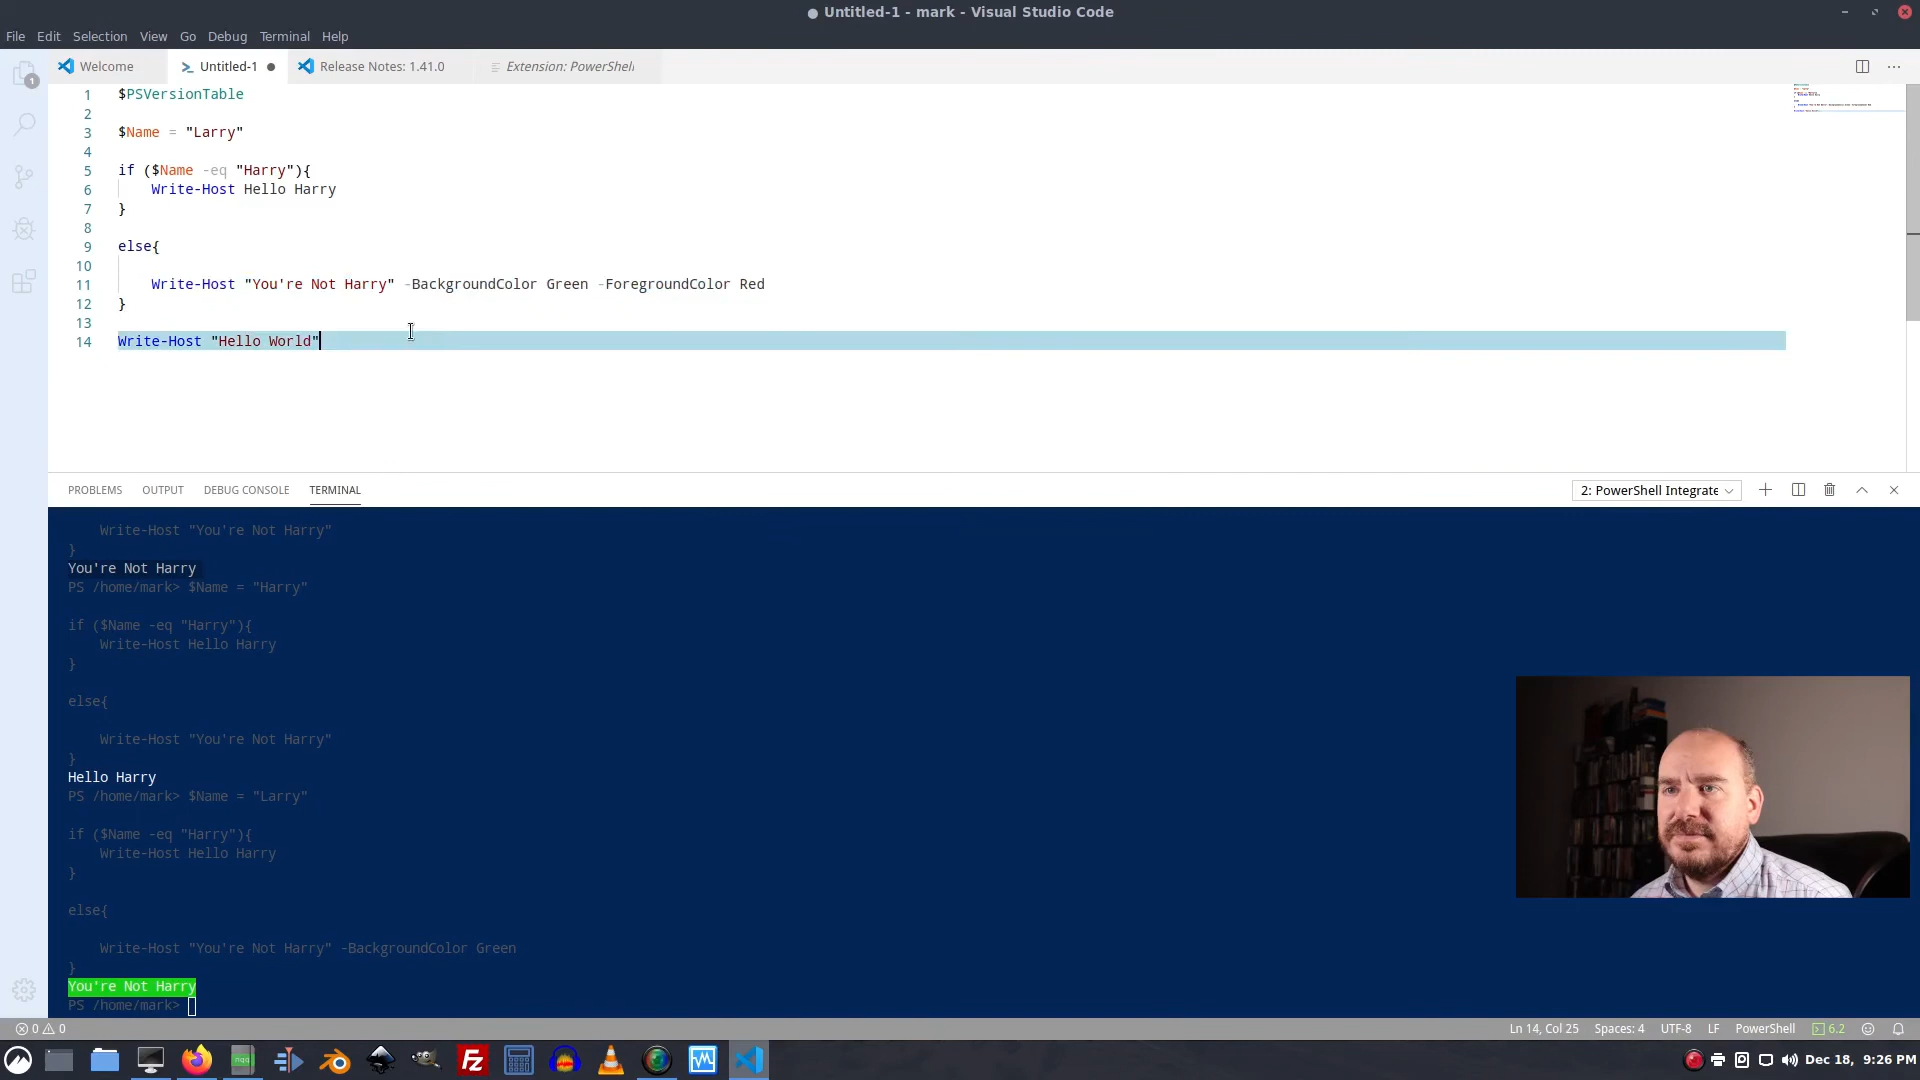 ● Untitled-1 - mark - Visual Studio Code
File Edit Selection View Go Debug Terminal Help
Welcome Untitled-1 ● Release Notes: 1.41.0 Extension: PowerShell
1
1 $PSVersionTable
2
3 $Name = "Larry"
4
5 if ($Name -eq "Harry"){
6 Write-Host Hello Harry
7 }
8
9 else{
10
11 Write-Host "You're Not Harry" -BackgroundColor Green -ForegroundColor Red
12 }
13
14 Write-Host "Hello World"
PROBLEMS OUTPUT DEBUG CONSOLE TERMINAL 2: PowerShell Integrate
Write-Host "You're Not Harry"
}
You're Not Harry
PS /home/mark> $Name = "Harry"
if ($Name -eq "Harry"){
Write-Host Hello Harry
}
else{
Write-Host "You're Not Harry"
}
Hello Harry
PS /home/mark> $Name = "Larry"
if ($Name -eq "Harry"){
Write-Host Hello Harry
}
else{
Write-Host "You're Not Harry" -BackgroundColor Green
}
You're Not Harry
PS /home/mark>
0 0 Ln 14, Col 25 Spaces: 4 UTF-8 LF PowerShell 6.2
nqq Fz Dec 18, 9:26 PM